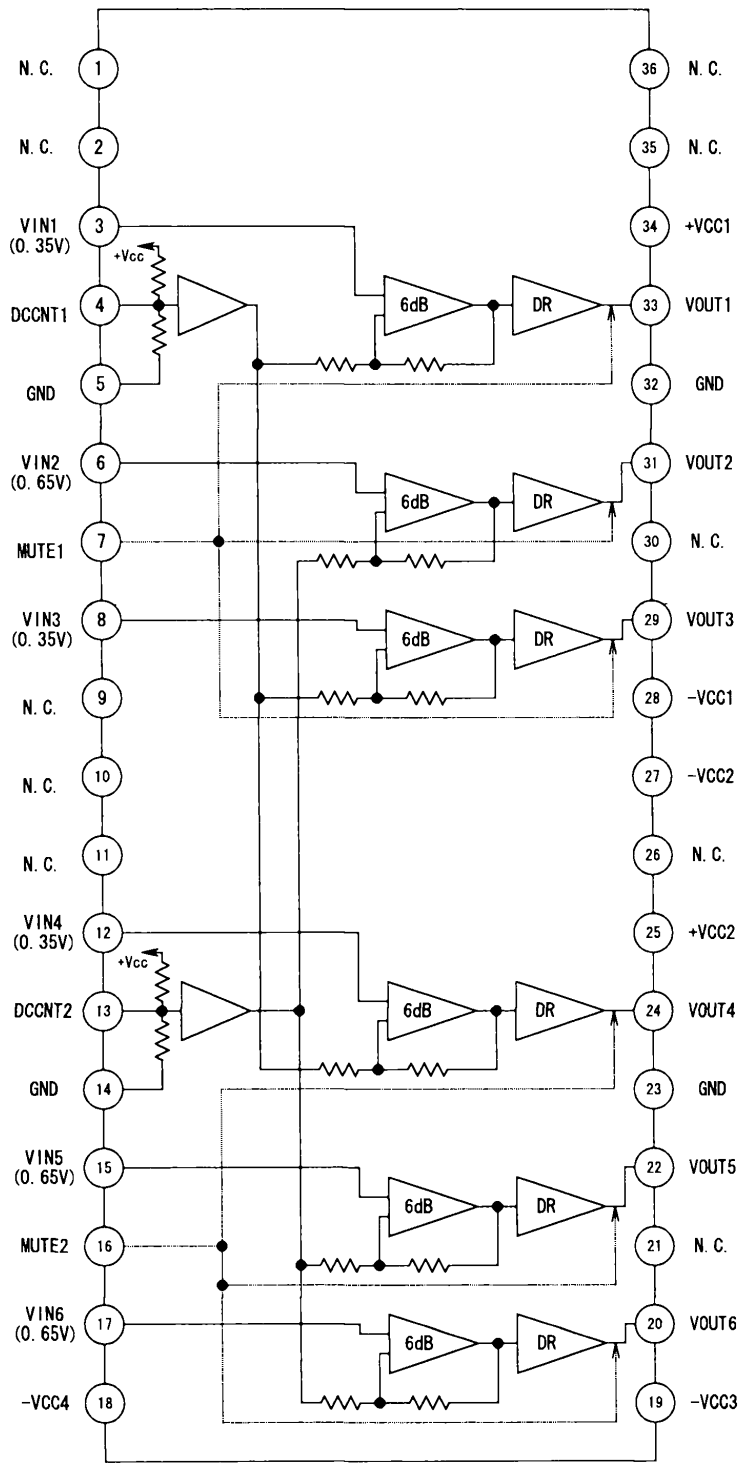 N. C. 1 36 N. C.
N. C. 2 35 N. C.
VIN1 3 34 +VCC1
(0. 35V)
+Vcc
DCCNT1 4 6dB DR 33 VOUT1
GND 5 32 GND
VIN2 6 31 VOUT2
(0. 65V)
6dB DR
MUTE1 7 30 N. C.
VIN3 8 29 VOUT3
(0. 35V)
6dB DR
N. C. 9 28 -VCC1
N. C. 10 27 -VCC2
N. C. 11 26 N. C.
VIN4 12 25 +VCC2
(0. 35V)
+Vcc
DCCNT2 13 6dB DR 24 VOUT4
GND 14 23 GND
VIN5 15 22 VOUT5
(0. 65V)
6dB DR
MUTE2 16 21 N. C.
VIN6 17 20 VOUT6
(0. 65V)
6dB DR
-VCC4 18 19 -VCC3